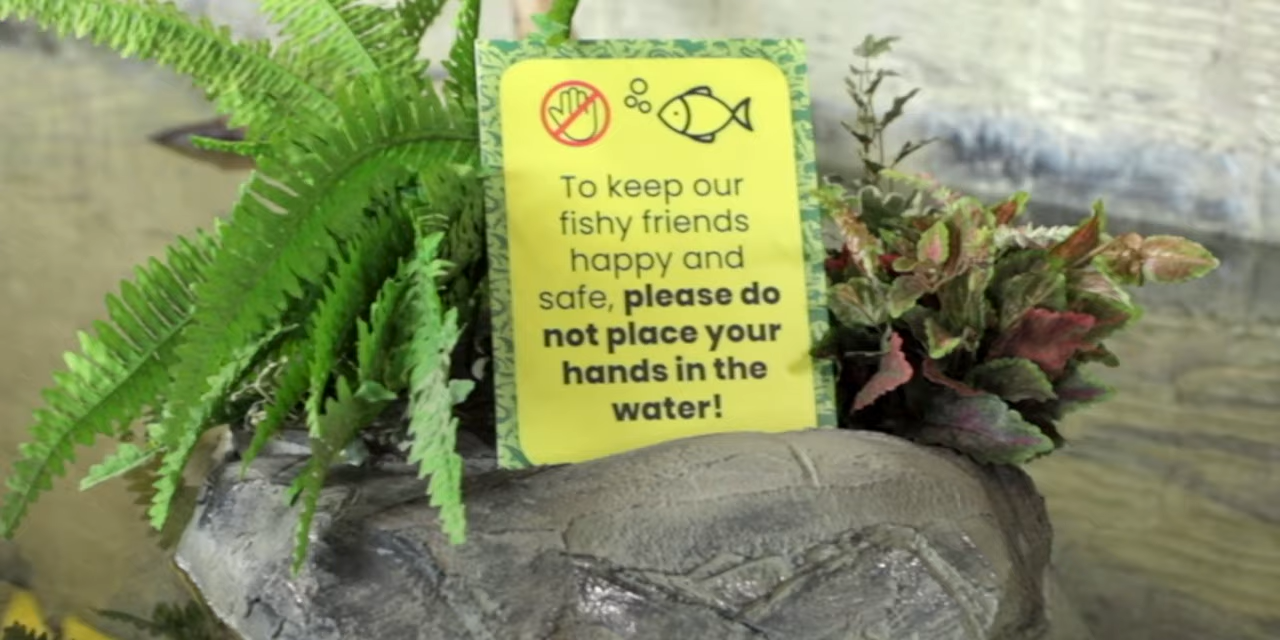 To keep our
fishy friends
happy and
safe, please do
not place your
hands in the
water!